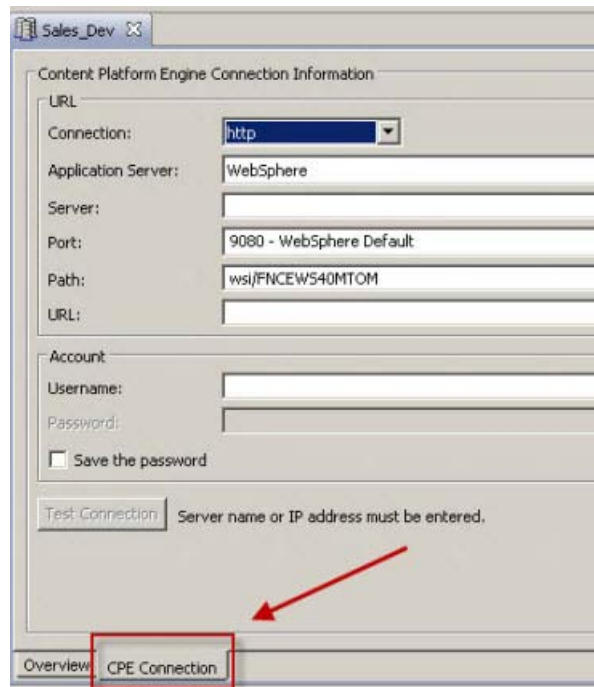 Sales_Dev
Content Platform Engine Connection Information
URL
Connection: http
Application Server: WebSphere
Server:
Port: 9080 - WebSphere Default
Path: wsi/FNCEWS40MTOM
URL:
Account
Username:
Password:
Save the password
Test Connection Server name or IP address must be entered.
Overview CPE Connection